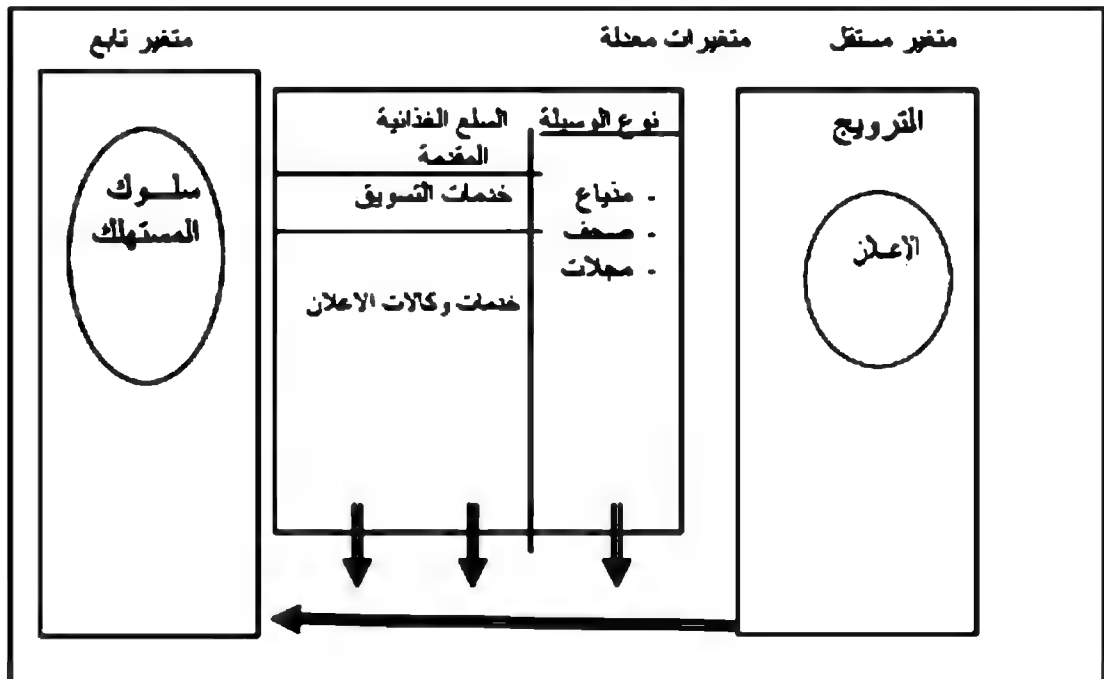 متغير مستقل
متغيرات معدلة
متغير تابع
الترويج
الاعلان
نوع الوسيلة
- مذياع
- صحف
- مجلات
السلع الغذائية
المقدمة
خدمات التسويق
خدمات وكالات الاعلان
سلوك
المستهلك